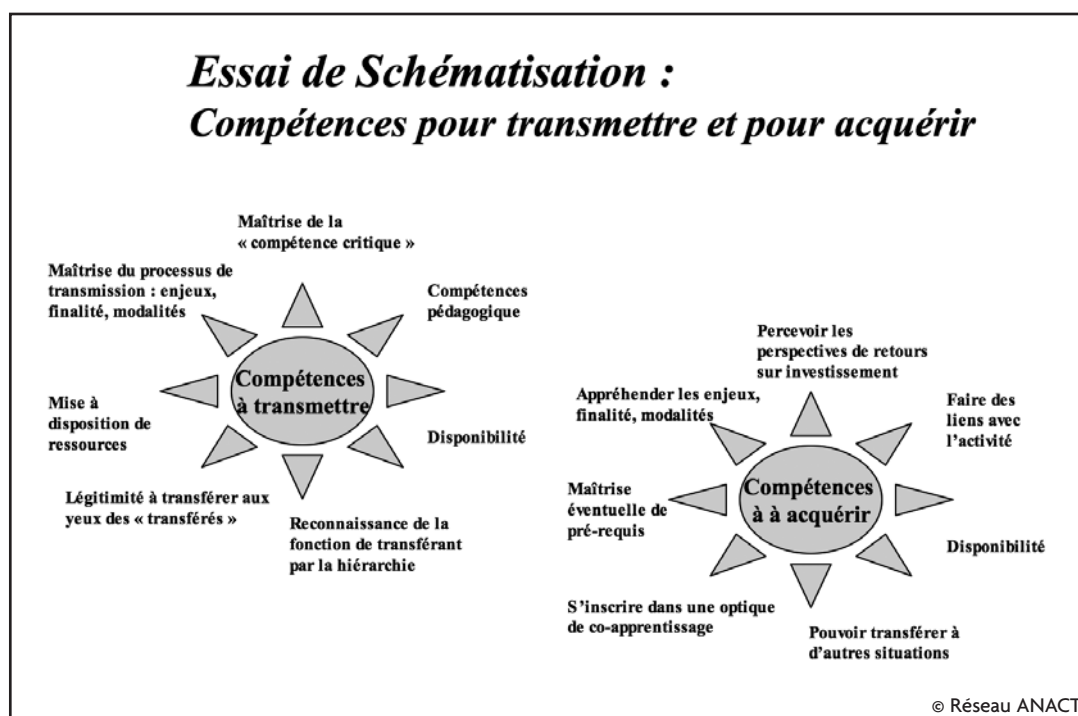 Essai de Schématisation :
Compétences pour transmettre et pour acquérir
Maîtrise de la
« compétence critique »
Maîtrise du processus de
transmission : enjeux,
finalité, modalités
Compétences
pédagogique
Compétences
à transmettre
Mise à
disposition de
ressources
Disponibilité
Légitimité à transférer aux
yeux des « transférés »
Reconnaissance de la
fonction de transférant
par la hiérarchie
Percevoir les
perspectives de retours
sur investissement
Appréhender les enjeux,
finalité, modalités
Faire des
liens avec
l'activité
Maîtrise
éventuelle de
pré-requis
Compétences
à à acquérir
Disponibilité
S'inscrire dans une optique
de co-apprentissage
Pouvoir transférer à
d'autres situations
© Réseau ANACT